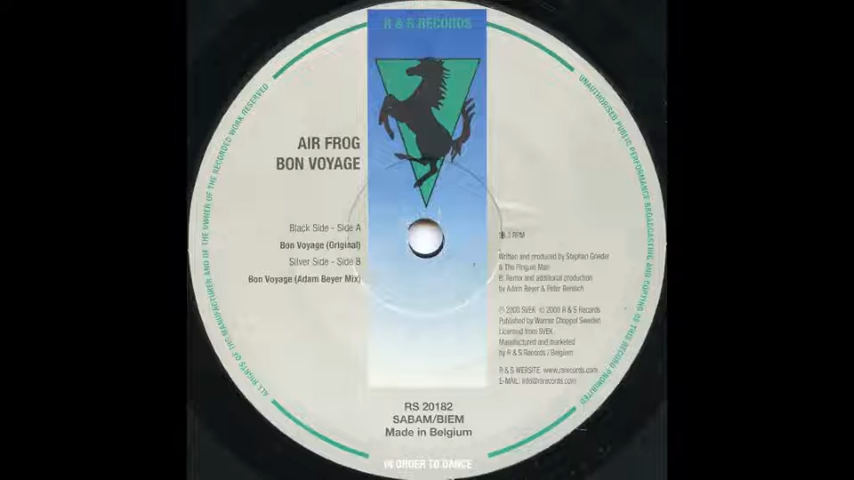 R & S RECORDS
AIR FROG
BON VOYAGE
Black Side - Side A
Bon Voyage (Original)
Silver Side - Side B
Bon Voyage (Adam Beyer Mix)
33.3 RPM
Written and produced by Stephan Grieder
& The Pinguin Man
B: Remix and additional production
by Adam Beyer & Peter Benisch
℗ 2000 SVEK © 2000 R & S Records
Published by Warner Chappel Sweden
Licensed from SVEK
Manufactured and marketed
by R & S Records / Belgium
R & S WEBSITE: www.rsrecords.com
E-MAIL: info@rsrecords.com
RS 20182
SABAM/BIEM
Made in Belgium
IN ORDER TO DANCE
ALL RIGHTS OF THE MANUFACTURER AND OF THE OWNER OF THE RECORDED WORK RESERVED
UNAUTHORISED PUBLIC PERFORMANCE BROADCASTING AND COPYING OF THIS RECORD PROHIBITED